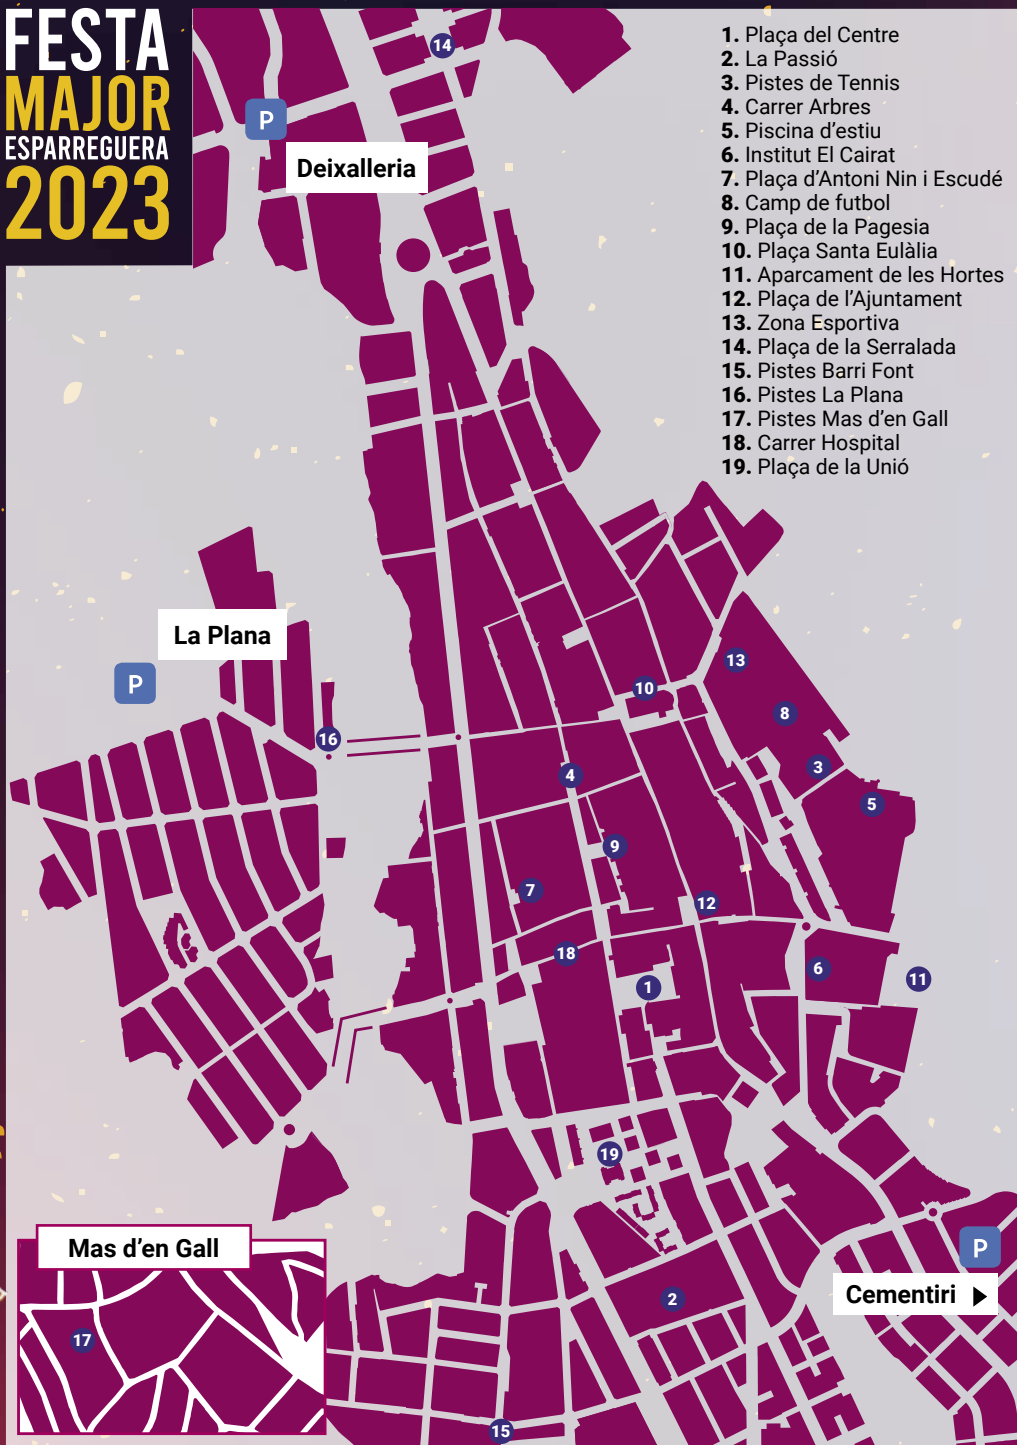 FESTA
MAJOR
ESPARREGUERA
2023
1. Plaça del Centre
2. La Passió
3. Pistes de Tennis
4. Carrer Arbres
5. Piscina d'estiu
6. Institut El Cairat
7. Plaça d'Antoni Nin i Escudé
8. Camp de futbol
9. Plaça de la Pagesia
10. Plaça Santa Eulàlia
11. Aparcament de les Hortes
12. Plaça de l'Ajuntament
13. Zona Esportiva
14. Plaça de la Serralada
15. Pistes Barri Font
16. Pistes La Plana
17. Pistes Mas d'en Gall
18. Carrer Hospital
19. Plaça de la Unió
14
P
Deixalleria
La Plana
P
13
10
8
16
3
4
5
9
7
12
18
6
11
1
19
Mas d'en Gall
P
Cementiri
2
17
15